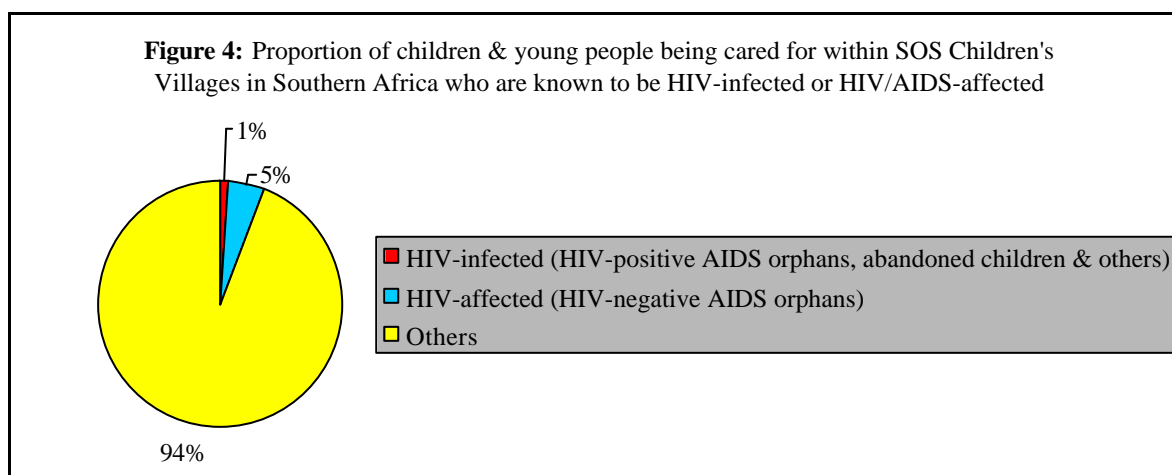 Figure 4: Proportion of children & young people being cared for within SOS Children's
Villages in Southern Africa who are known to be HIV-infected or HIV/AIDS-affected
1%
5%
HIV-infected (HIV-positive AIDS orphans, abandoned children & others)
HIV-affected (HIV-negative AIDS orphans)
Others
94%